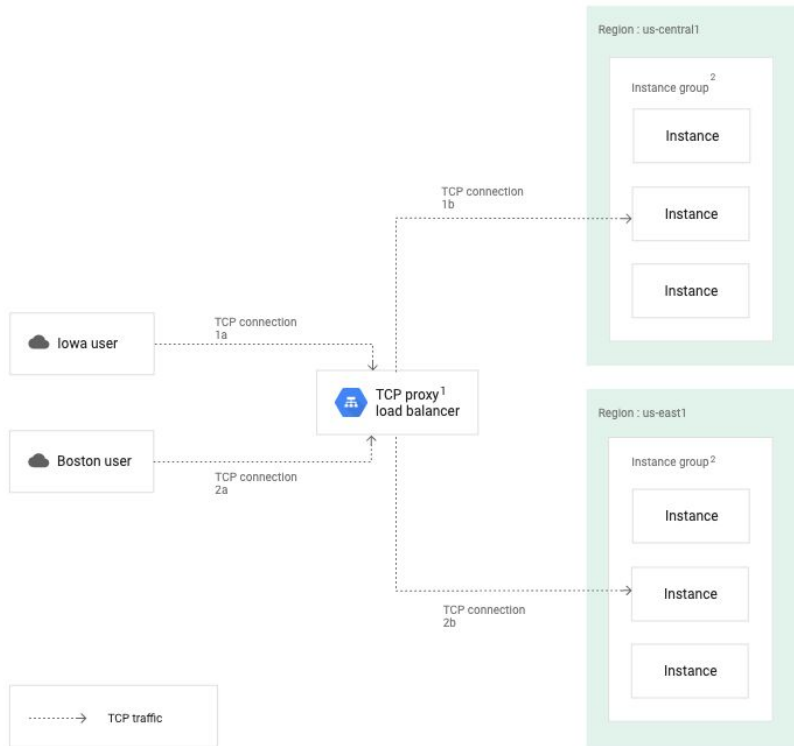 Region : us-central1
Instance group 2
Instance
Instance
Instance
TCP connection
1b
Iowa user
TCP connection
1a
TCP proxy1
load balancer
Boston user
TCP connection
2a
Region : us-east1
Instance group 2
Instance
Instance
Instance
TCP connection
2b
TCP traffic